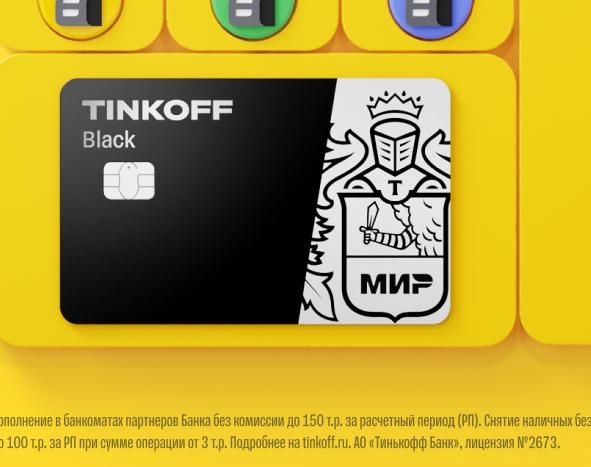 TINKOFF
Black
T
МИР
ополнение в банкоматах партнеров Банка без комиссии до 150 т.р. за расчетный период (РП). Снятие наличных без
о 100 т.р. за РП при сумме операции от 3 т.р. Подробнее на tinkoff.ru. АО «Тинькофф Банк», лицензия №2673.